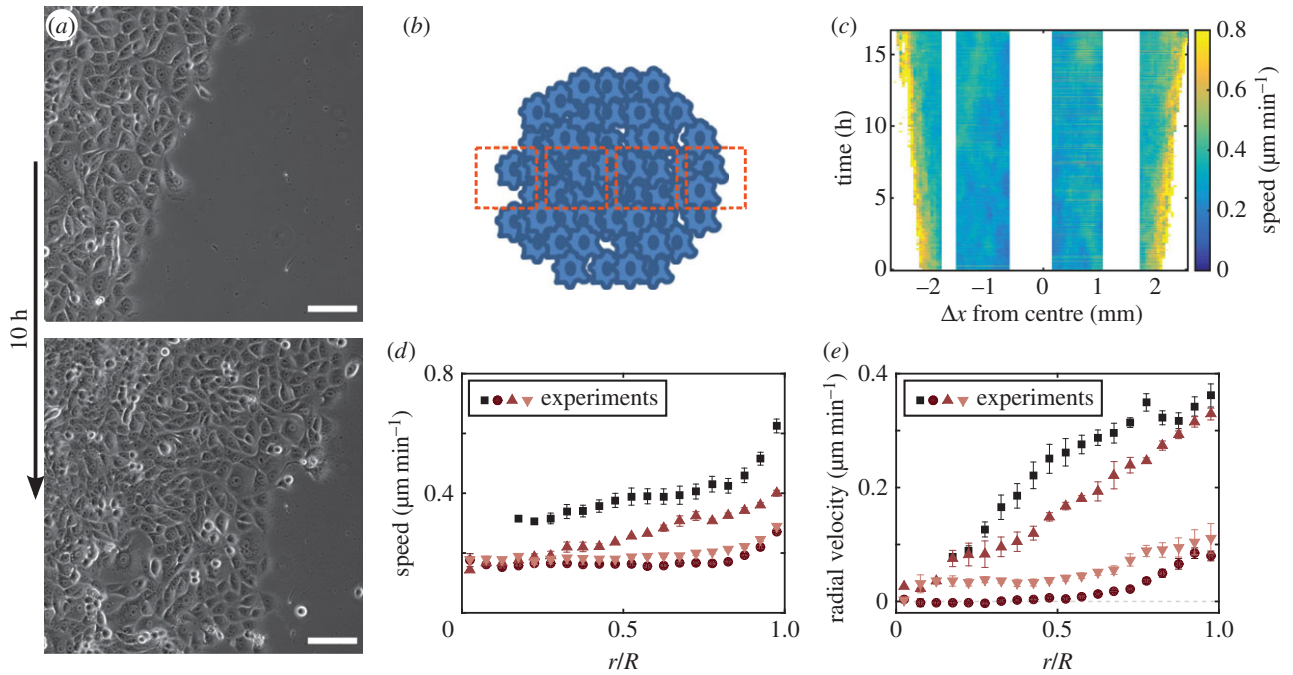 (a)
10 h
(b)
(c)
time (h)
15
10
5
0
−2 −1 0 1 2
Δx from centre (mm)
0.8
0.6
0.4
0.2
0
speed (µm min−1)
(d)
speed (µm min−1)
0.8
0.4
0 0.5 1.0
r/R
experiments
(e)
radial velocity (µm min−1)
0.4
0.2
0
0 0.5 1.0
r/R
experiments